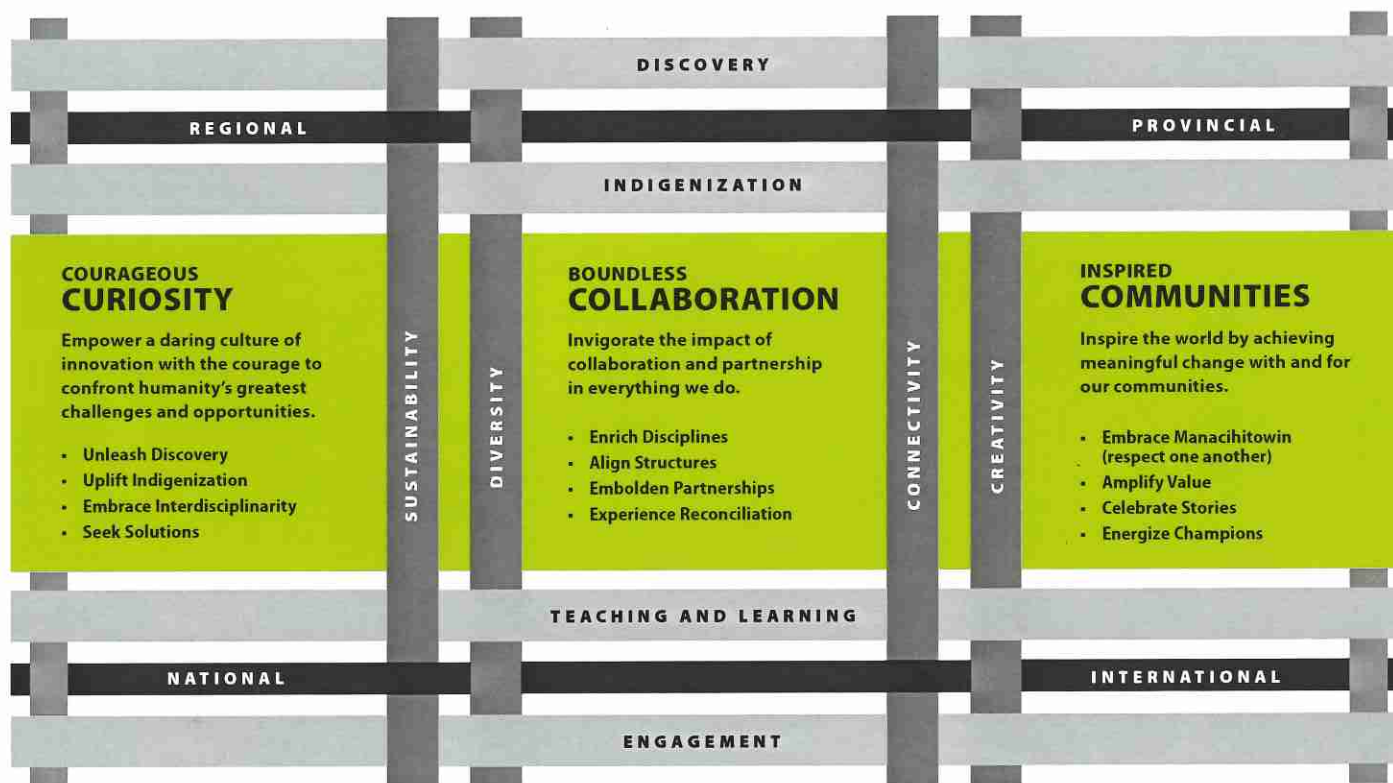 DISCOVERY
REGIONAL
PROVINCIAL
INDIGENIZATION
COURAGEOUS
CURIOSITY
Empower a daring culture of
innovation with the courage to
confront humanity's greatest
challenges and opportunities.
▪ Unleash Discovery
▪ Uplift Indigenization
▪ Embrace Interdisciplinarity
▪ Seek Solutions
SUSTAINABILITY
DIVERSITY
BOUNDLESS
COLLABORATION
Invigorate the impact of
collaboration and partnership
in everything we do.
▪ Enrich Disciplines
▪ Align Structures
▪ Embolden Partnerships
▪ Experience Reconciliation
CONNECTIVITY
CREATIVITY
INSPIRED
COMMUNITIES
Inspire the world by achieving
meaningful change with and for
our communities.
▪ Embrace Manacihitowin
(respect one another)
▪ Amplify Value
▪ Celebrate Stories
▪ Energize Champions
TEACHING AND LEARNING
NATIONAL
INTERNATIONAL
ENGAGEMENT